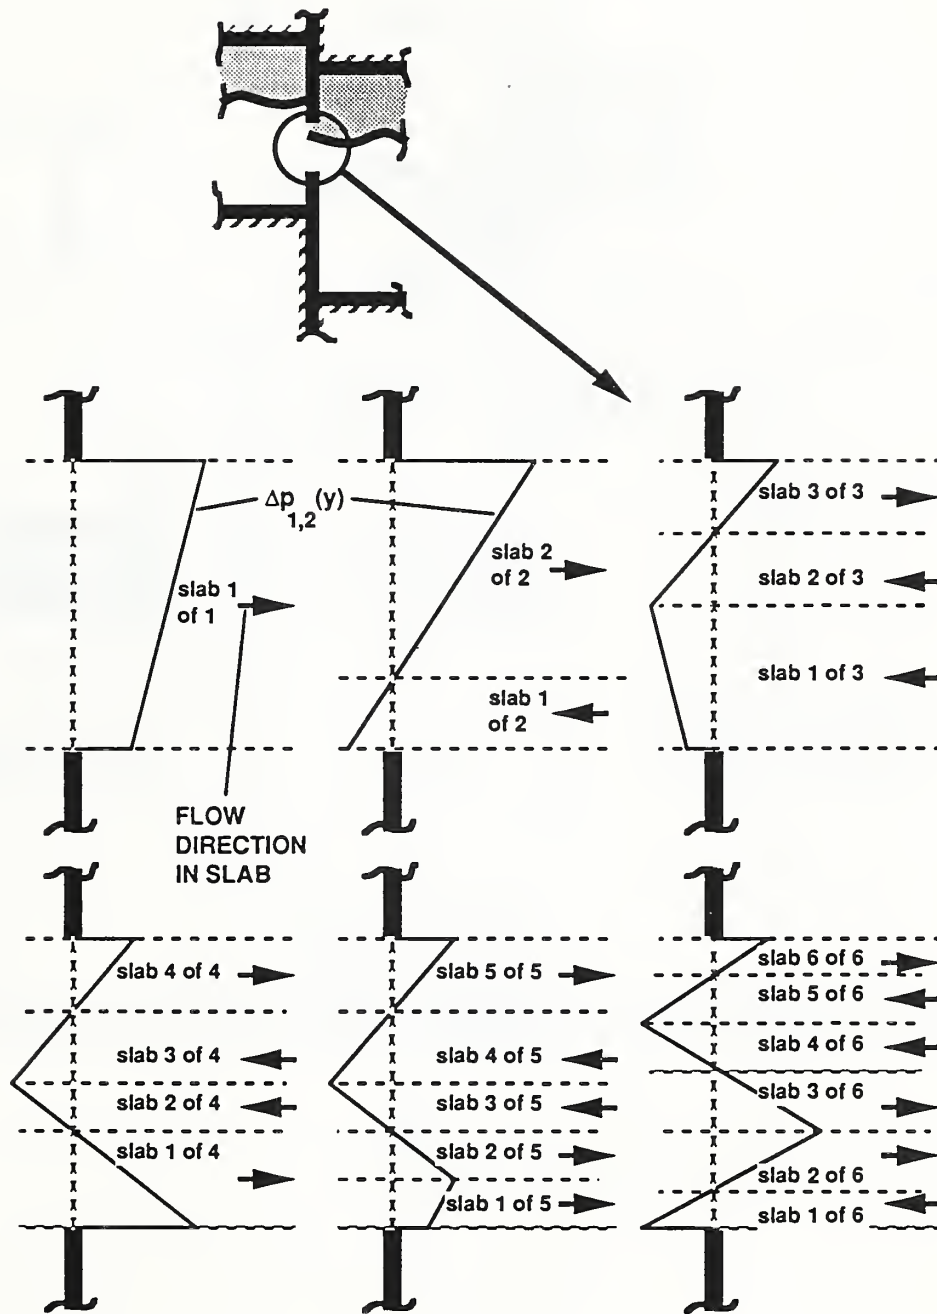 Δp
1,2
(y)
slab 1
of 1
FLOW
DIRECTION
IN SLAB
slab 2
of 2
slab 1
of 2
slab 3 of 3
slab 2 of 3
slab 1 of 3
slab 4 of 4
slab 3 of 4
slab 2 of 4
slab 1 of 4
slab 5 of 5
slab 4 of 5
slab 3 of 5
slab 2 of 5
slab 1 of 5
slab 6 of 6
slab 5 of 6
slab 4 of 6
slab 3 of 6
slab 2 of 6
slab 1 of 6